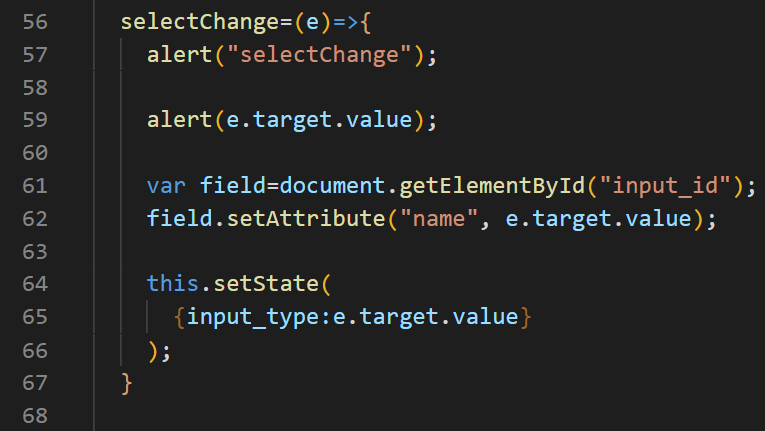 56 selectChange=(e)=>{
57 alert("selectChange");
58
59 alert(e.target.value);
60
61 var field=document.getElementById("input_id");
62 field.setAttribute("name", e.target.value);
63
64 this.setState(
65 {input_type:e.target.value}
66 );
67 }
68